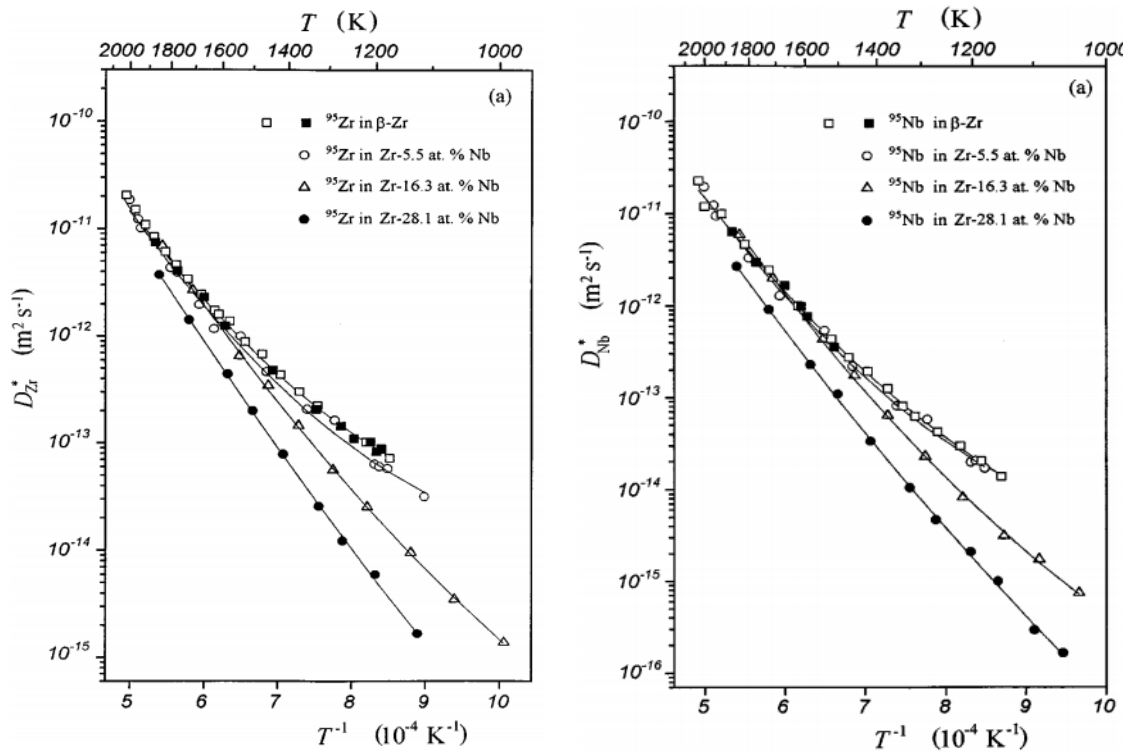 T (K)
2000 1800 1600 1400 1200 1000
(a)
⁹⁵Zr in β-Zr
⁹⁵Zr in Zr-5.5 at. % Nb
⁹⁵Zr in Zr-16.3 at. % Nb
⁹⁵Zr in Zr-28.1 at. % Nb
10⁻¹⁰
10⁻¹¹
10⁻¹²
10⁻¹³
10⁻¹⁴
10⁻¹⁵
D*Zr (m² s⁻¹)
5 6 7 8 9 10
T⁻¹ (10⁻⁴ K⁻¹)
T (K)
2000 1800 1600 1400 1200 1000
(a)
⁹⁵Nb in β-Zr
⁹⁵Nb in Zr-5.5 at. % Nb
⁹⁵Nb in Zr-16.3 at. % Nb
⁹⁵Nb in Zr-28.1 at. % Nb
10⁻¹⁰
10⁻¹¹
10⁻¹²
10⁻¹³
10⁻¹⁴
10⁻¹⁵
10⁻¹⁶
D*Nb (m² s⁻¹)
5 6 7 8 9 10
T⁻¹ (10⁻⁴ K⁻¹)